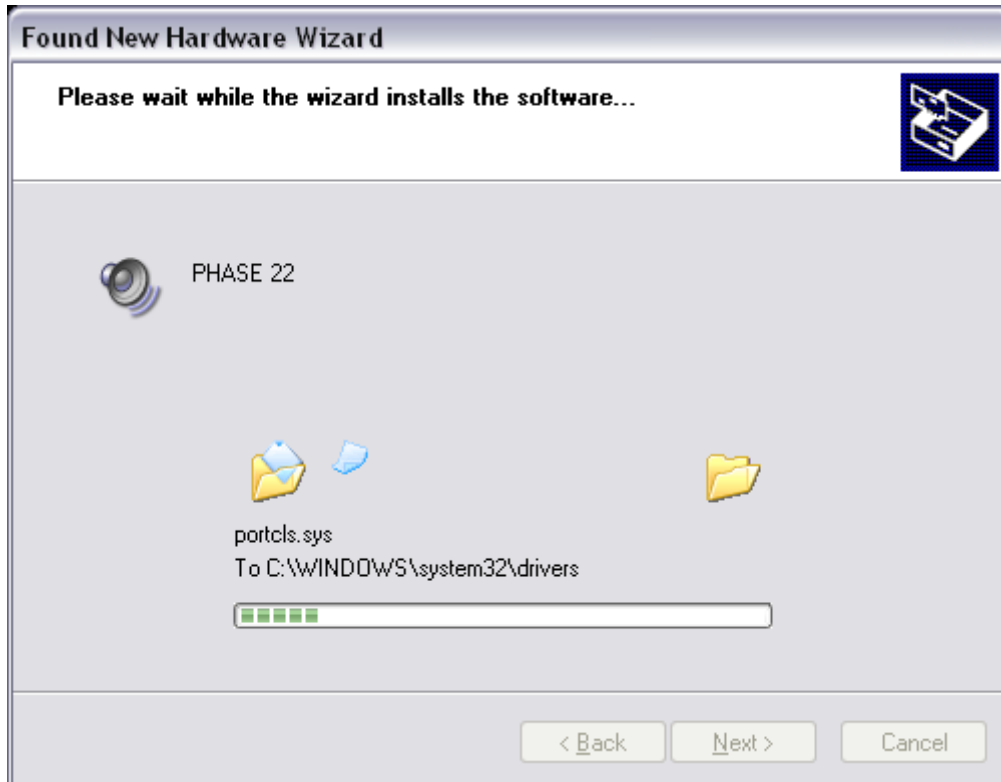 Found New Hardware Wizard
Please wait while the wizard installs the software...
PHASE 22
portcls.sys
To C:\WINDOWS\system32\drivers
< Back Next > Cancel